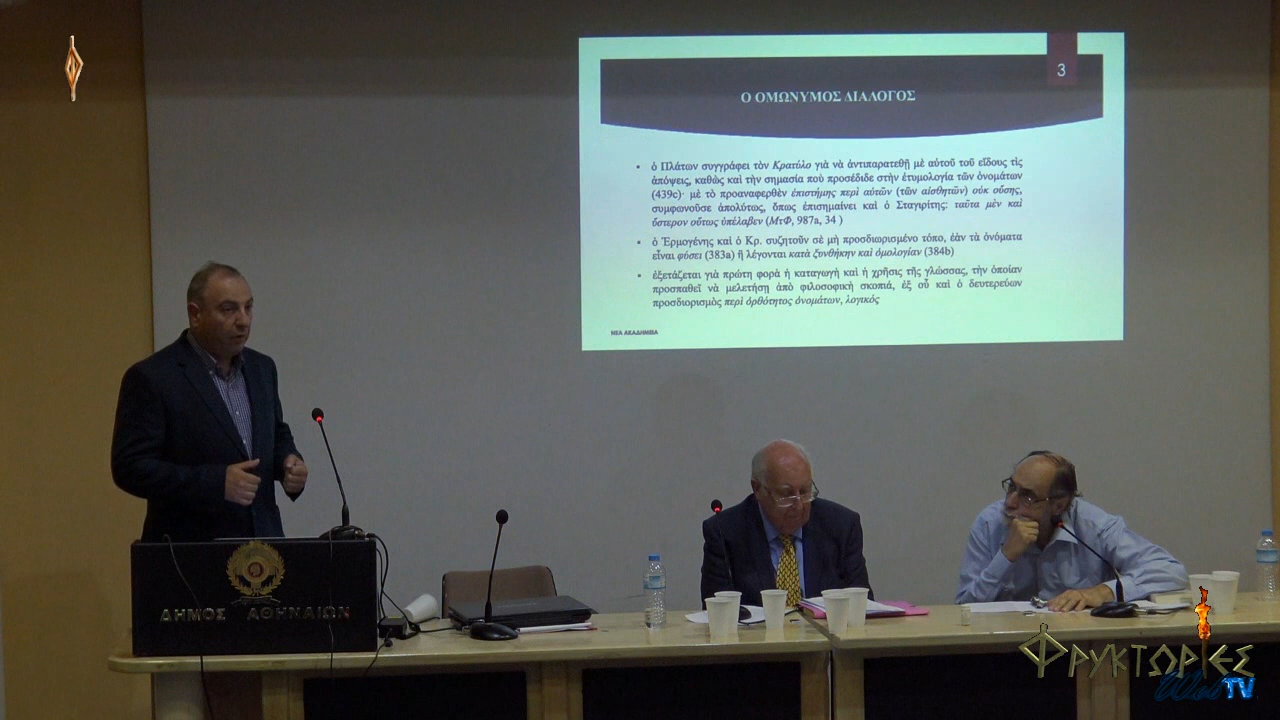 3
Ο ΟΜΩΝΥΜΟΣ ΔΙΑΛΟΓΟΣ
▪ ὁ Πλάτων συγγράφει τὸν Κρατύλο γιὰ νὰ ἀντιπαρατεθῇ μὲ αὐτοῦ τοῦ εἴδους τὶς
ἀπόψεις, καθὼς καὶ τὴν σημασία ποὺ προσέδιδε στὴν ἐτυμολογία τῶν ὀνομάτων
(439c)· μὲ τὸ προαναφερθὲν ἐπιστήμης περὶ αὐτῶν (τῶν αἰσθητῶν) οὐκ οὔσης,
συμφωνοῦσε ἀπολύτως, ὅπως ἐπισημαίνει καὶ ὁ Σταγιρίτης: ταῦτα μὲν καὶ
ὕστερον οὕτως ὑπέλαβεν (ΜτΦ, 987a, 34 )
▪ ὁ Ἑρμογένης καὶ ὁ Κρ. συζητοῦν σὲ μὴ προσδιωρισμένο τόπο, ἐὰν τὰ ὀνόματα
εἶναι φύσει (383a) ἢ λέγονται κατὰ ξυνθήκην καὶ ὁμολογίαν (384b)
▪ ἐξετάζεται γιὰ πρώτη φορὰ ἡ καταγωγὴ καὶ ἡ χρῆσις τῆς γλώσσας, τὴν ὁποίαν
προσπαθεῖ νὰ μελετήσῃ ἀπὸ φιλοσοφικὴ σκοπιά, ἐξ οὗ καὶ ὁ δευτερεύων
προσδιορισμὸς περὶ ὀρθότητος ὀνομάτων, λογικός
ΝΕΑ ΑΚΑΔΗΜΕΙΑ
ΔΗΜΟΣ ΑΘΗΝΑΙΩΝ
ΦΡΥΚΤΩΡΙΕΣ
Web TV